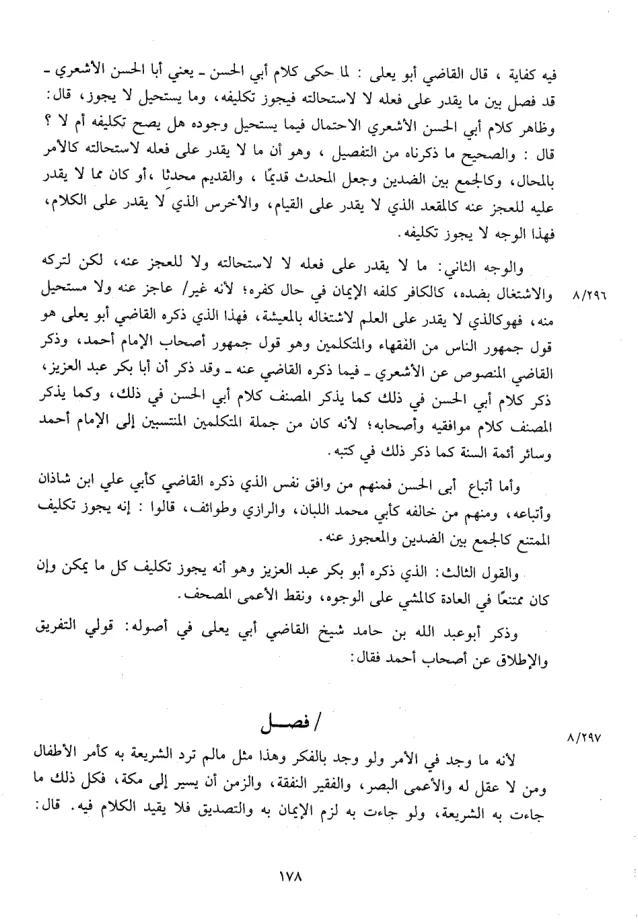 فيه كفاية ، قال القاضي أبو يعلى : لما حكى كلام أبي الحسن ـ يعني أبا الحسن الأشعري ـ
قد فصل بين ما يقدر على فعله لا لاستحالته فيجوز تكليفه، وما يستحيل لا يجوز، قال:
وظاهر كلام أبي الحسن الأشعري الاحتمال فيما يستحيل وجوده هل يصح تكليفه أم لا ؟
قال : والصحيح ما ذكرناه من التفصيل ، وهو أن ما لا يقدر على فعله لاستحالته كالأمر
بالمحال، وكالجمع بين الضدين وجعل المحدث قديمًا ، والقديم محدثا ، أو كان مما لا يقدر
عليه للعجز عنه كالمقعد الذي لا يقدر على القيام، والأخرس الذي لا يقدر على الكلام،
فهذا الوجه لا يجوز تكليفه.
والوجه الثاني: ما لا يقدر على فعله لا لاستحالته ولا للعجز عنه، لكن لتركه
والاشتغال بضده، كالكافر كلفه الإيمان في حال كفره؛ لأنه غير/ عاجز عنه ولا مستحيل
٨/٢٩٦
منه، فهو كالذي لا يقدر على العلم لاشتغاله بالمعيشة، فهذا الذي ذكره القاضي أبو يعلى هو
قول جمهور الناس من الفقهاء والمتكلمين وهو قول جمهور أصحاب الإمام أحمد، وذكر
القاضي المنصوص عن الأشعري ـ فيما ذكره القاضي عنه ـ وقد ذكر أن أبا بكر عبد العزيز،
ذكر كلام أبي الحسن في ذلك كما يذكر المصنف كلام أبي الحسن في ذلك، وكما يذكر
المصنف كلام موافقيه وأصحابه؛ لأنه كان من جملة المتكلمين المنتسبين إلى الإمام أحمد
وسائر أئمة السنة كما ذكر ذلك في كتبه.
وأما أتباع أبى الحسن فمنهم من وافق نفس الذي ذكره القاضي كأبي علي ابن شاذان
وأتباعه، ومنهم من خالفه كأبي محمد اللبان، والرازي وطوائف، قالوا : إنه يجوز تكليف
الممتنع كالجمع بين الضدين والمعجوز عنه.
والقول الثالث: الذي ذكره أبو بكر عبد العزيز وهو أنه يجوز تكليف كل ما يمكن وإن
كان ممتنعًا في العادة كالمشي على الوجوه، ونقط الأعمى المصحف.
وذكر أبوعبد الله بن حامد شيخ القاضي أبي يعلى في أصوله: قولي التفريق
والإطلاق عن أصحاب أحمد فقال:
/ فصـــل
٨/٢٩٧
لأنه ما وجد في الأمر ولو وجد بالفكر وهذا مثل مالم ترد الشريعة به كأمر الأطفال
ومن لا عقل له والأعمى البصر، والفقير النفقة، والزمن أن يسير إلى مكة، فكل ذلك ما
جاءت به الشريعة، ولو جاءت به لزم الإيمان به والتصديق فلا يقيد الكلام فيه. قال:
١٧٨